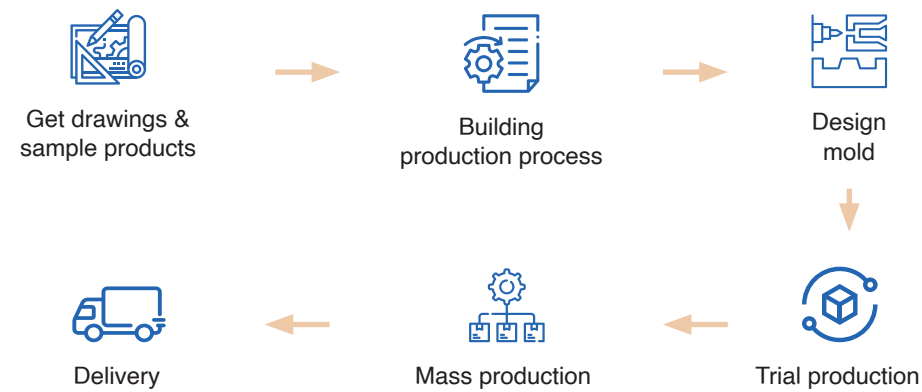 Get drawings &
sample products
Building
production process
Design
mold
Trial production
Mass production
Delivery